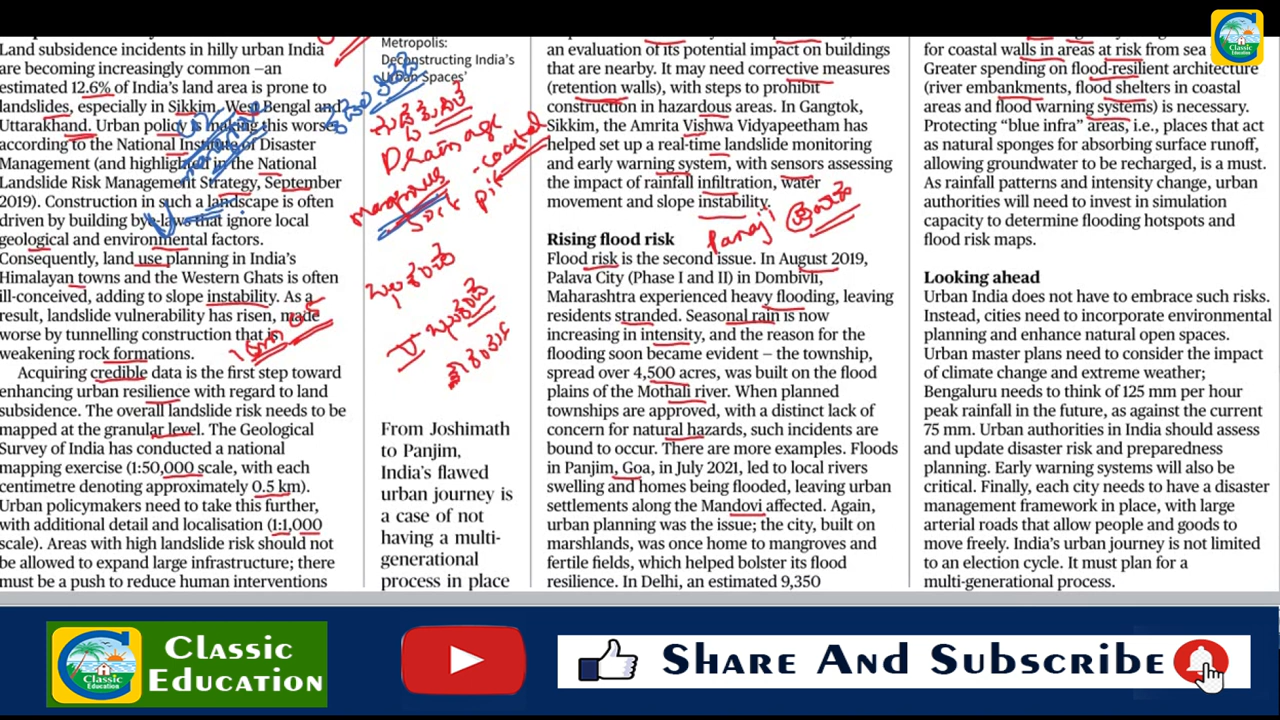 Land subsidence incidents in hilly urban India
are becoming increasingly common —an
estimated 12.6% of India's land area is prone to
landslides, especially in Sikkim, West Bengal and
Uttarakhand. Urban policy is making this worse,
according to the National Institute of Disaster
Management (and highlighted in the National
Landslide Risk Management Strategy, September
2019). Construction in such a landscape is often
driven by building bye-laws that ignore local
geological and environmental factors.
Consequently, land use planning in India's
Himalayan towns and the Western Ghats is often
ill-conceived, adding to slope instability. As a
result, landslide vulnerability has risen, made
worse by tunnelling construction that is
weakening rock formations.
Acquiring credible data is the first step toward
enhancing urban resilience with regard to land
subsidence. The overall landslide risk needs to be
mapped at the granular level. The Geological
Survey of India has conducted a national
mapping exercise (1:50,000 scale, with each
centimetre denoting approximately 0.5 km).
Urban policymakers need to take this further,
with additional detail and localisation (1:1,000
scale). Areas with high landslide risk should not
be allowed to expand large infrastructure; there
must be a push to reduce human interventions
Metropolis:
Deconstructing India's
Urban Spaces'
Drainage
coastal
From Joshimath
to Panjim,
India's flawed
urban journey is
a case of not
having a multi-
generational
process in place
an evaluation of its potential impact on buildings
that are nearby. It may need corrective measures
(retention walls), with steps to prohibit
construction in hazardous areas. In Gangtok,
Sikkim, the Amrita Vishwa Vidyapeetham has
helped set up a real-time landslide monitoring
and early warning system, with sensors assessing
the impact of rainfall infiltration, water
movement and slope instability.
Panaji
Rising flood risk
Flood risk is the second issue. In August 2019,
Palava City (Phase I and II) in Dombivli,
Maharashtra experienced heavy flooding, leaving
residents stranded. Seasonal rain is now
increasing in intensity, and the reason for the
flooding soon became evident — the township,
spread over 4,500 acres, was built on the flood
plains of the Mothali river. When planned
townships are approved, with a distinct lack of
concern for natural hazards, such incidents are
bound to occur. There are more examples. Floods
in Panjim, Goa, in July 2021, led to local rivers
swelling and homes being flooded, leaving urban
settlements along the Mandovi affected. Again,
urban planning was the issue; the city, built on
marshlands, was once home to mangroves and
fertile fields, which helped bolster its flood
resilience. In Delhi, an estimated 9,350
for coastal walls in areas at risk from sea
Greater spending on flood-resilient architecture
(river embankments, flood shelters in coastal
areas and flood warning systems) is necessary.
Protecting "blue infra" areas, i.e., places that act
as natural sponges for absorbing surface runoff,
allowing groundwater to be recharged, is a must.
As rainfall patterns and intensity change, urban
authorities will need to invest in simulation
capacity to determine flooding hotspots and
flood risk maps.
Looking ahead
Urban India does not have to embrace such risks.
Instead, cities need to incorporate environmental
planning and enhance natural open spaces.
Urban master plans need to consider the impact
of climate change and extreme weather;
Bengaluru needs to think of 125 mm per hour
peak rainfall in the future, as against the current
75 mm. Urban authorities in India should assess
and update disaster risk and preparedness
planning. Early warning systems will also be
critical. Finally, each city needs to have a disaster
management framework in place, with large
arterial roads that allow people and goods to
move freely. India's urban journey is not limited
to an election cycle. It must plan for a
multi-generational process.
Classic
Education
Classic
Education
Classic
Education
Share And Subscribe